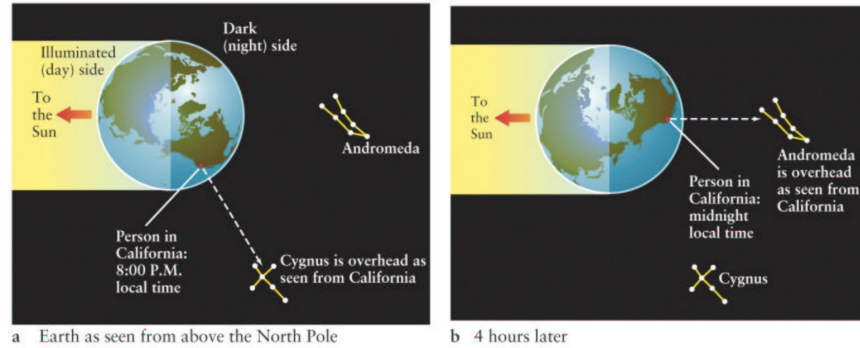 Dark
(night) side
Illuminated
(day) side
To
the
Sun
Andromeda
Person in
California:
8:00 P.M.
local time
Cygnus is overhead as
seen from California
a Earth as seen from above the North Pole
To
the
Sun
Andromeda
is overhead
as seen from
California
Person in
California:
midnight
local time
Cygnus
b 4 hours later